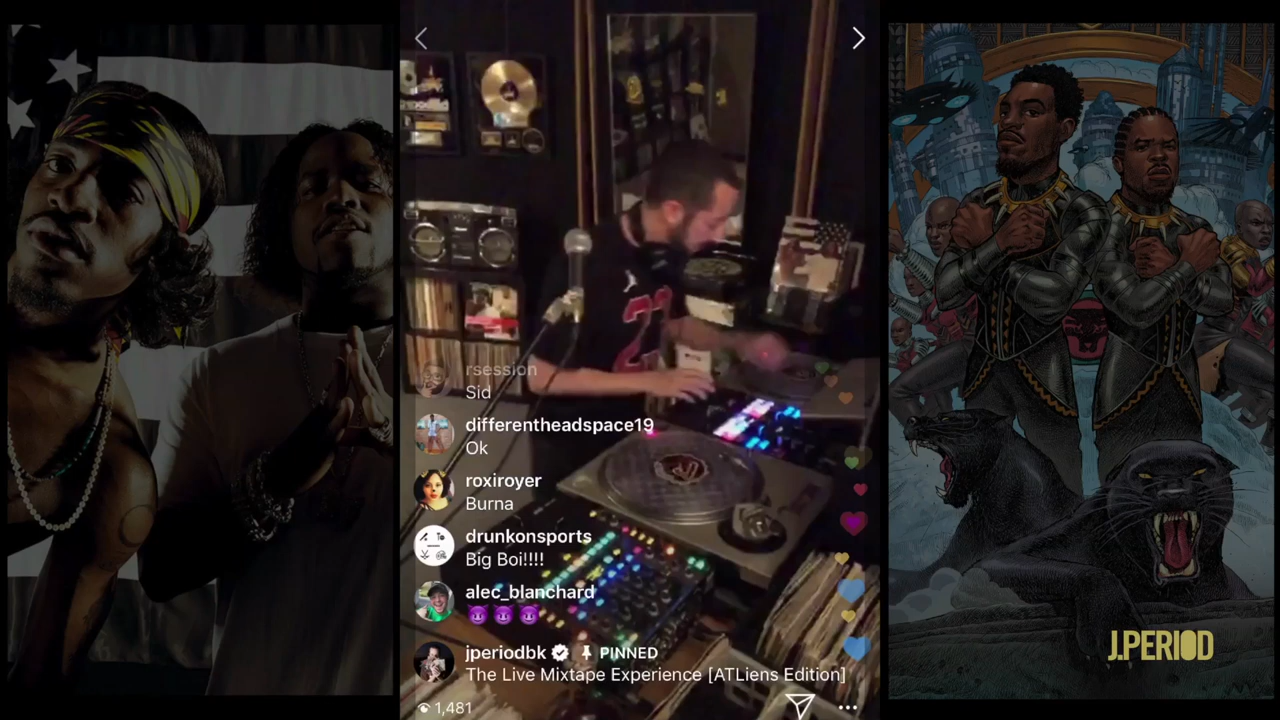 rsession
Sid
differentheadspace19
Ok
roxiroyer
Burna
drunkonsports
Big Boi!!!!
alec_blanchard
jperiodbk PINNED
The Live Mixtape Experience [ATLiens Edition]
1,481
23
J.PERIOD